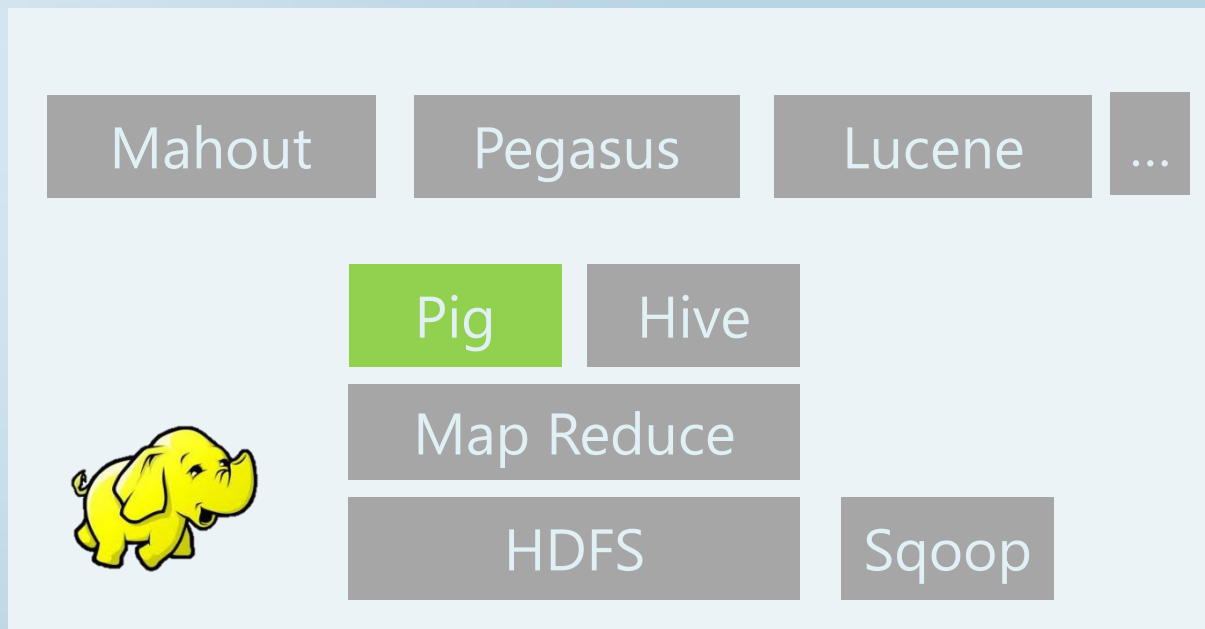 Mahout
Pegasus
Lucene
...
Pig
Hive
Map Reduce
HDFS
Sqoop